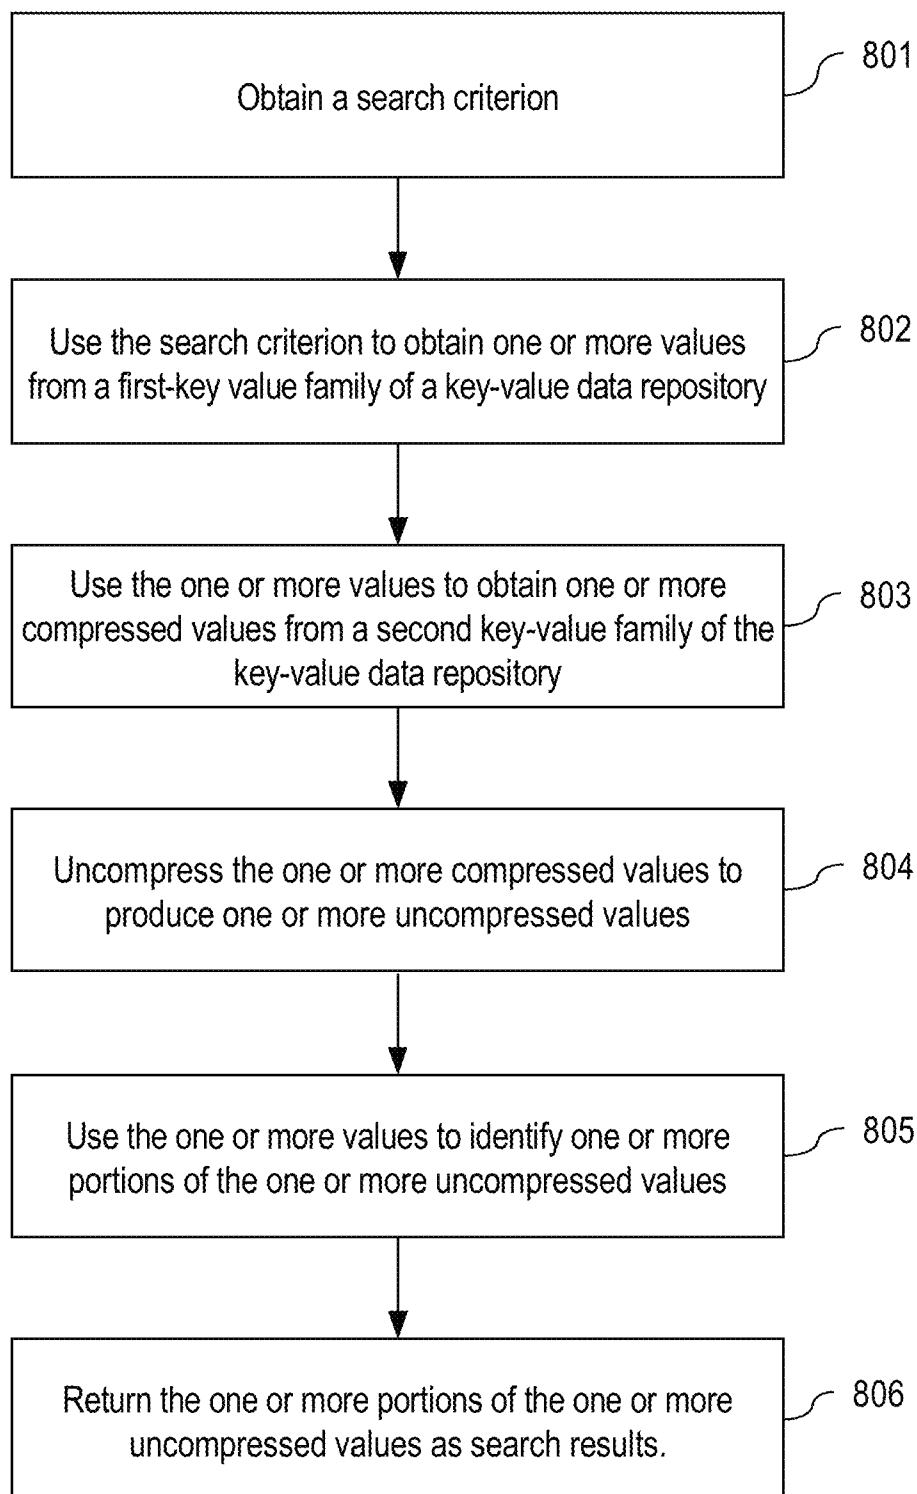 Obtain a search criterion
801
Use the search criterion to obtain one or more values
from a first-key value family of a key-value data repository
802
Use the one or more values to obtain one or more
compressed values from a second key-value family of the
key-value data repository
803
Uncompress the one or more compressed values to
produce one or more uncompressed values
804
Use the one or more values to identify one or more
portions of the one or more uncompressed values
805
Return the one or more portions of the one or more
uncompressed values as search results.
806